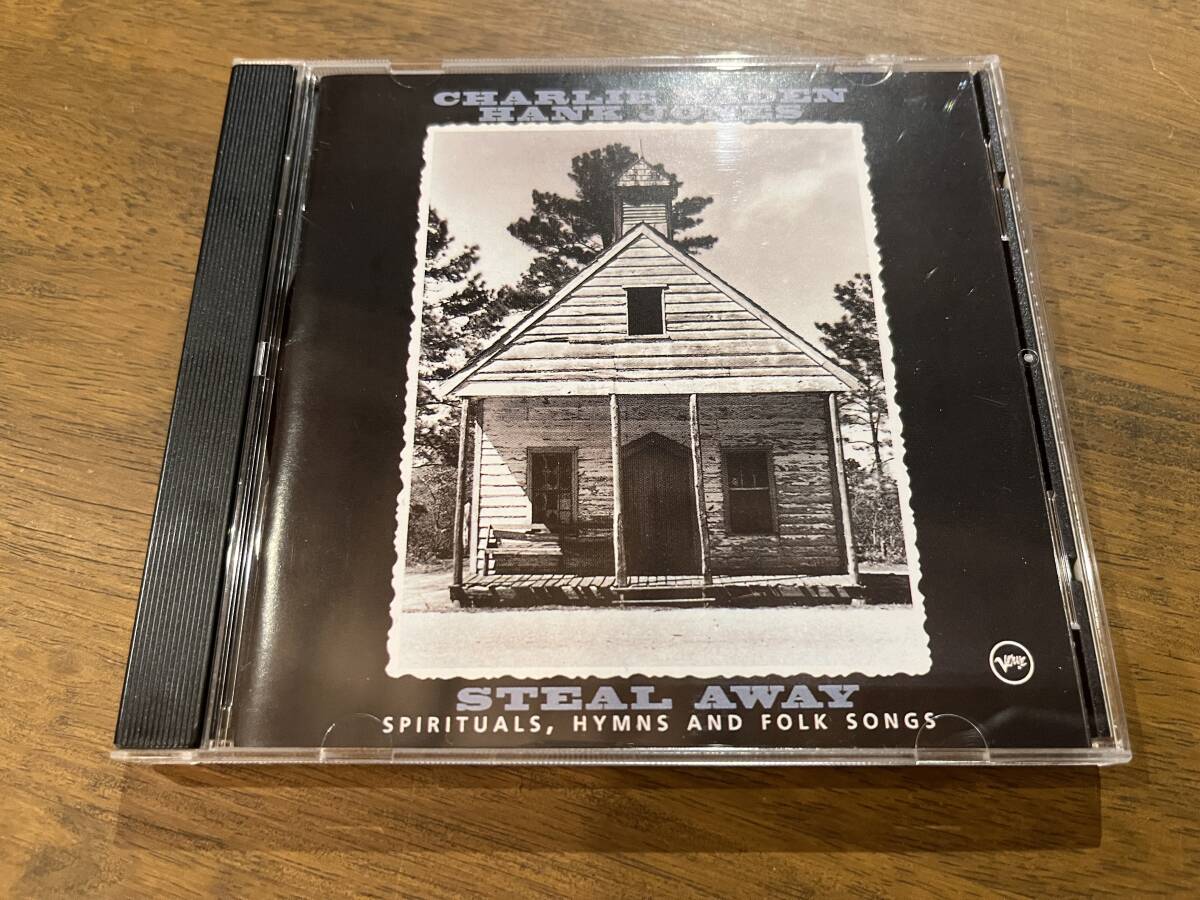 CHARLIE HADEN
HANK JONES
STEAL AWAY
SPIRITUALS, HYMNS AND FOLK SONGS
Verve